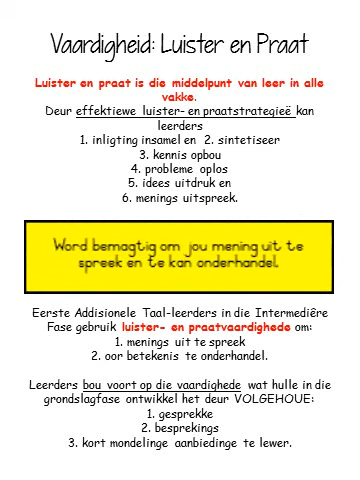 Vaardigheid: Luister en Praat
Luister en praat is die middelpunt van leer in alle
vakke.
Deur effektiewe luister- en praatstrategieë kan
leerders
1. inligting insamel en 2. sintetiseer
3. kennis opbou
4. probleme oplos
5. idees uitdruk en
6. menings uitspreek.
Word bemagtig om jou mening uit te
spreek en te kan onderhandel.
Eerste Addisionele Taal-leerders in die Intermediêre
Fase gebruik luister- en praatvaardighede om:
1. menings uit te spreek
2. oor betekenis te onderhandel.
Leerders bou voort op die vaardighede wat hulle in die
grondslagfase ontwikkel het deur VOLGEHOUE:
1. gesprekke
2. besprekings
3. kort mondelinge aanbiedinge te lewer.